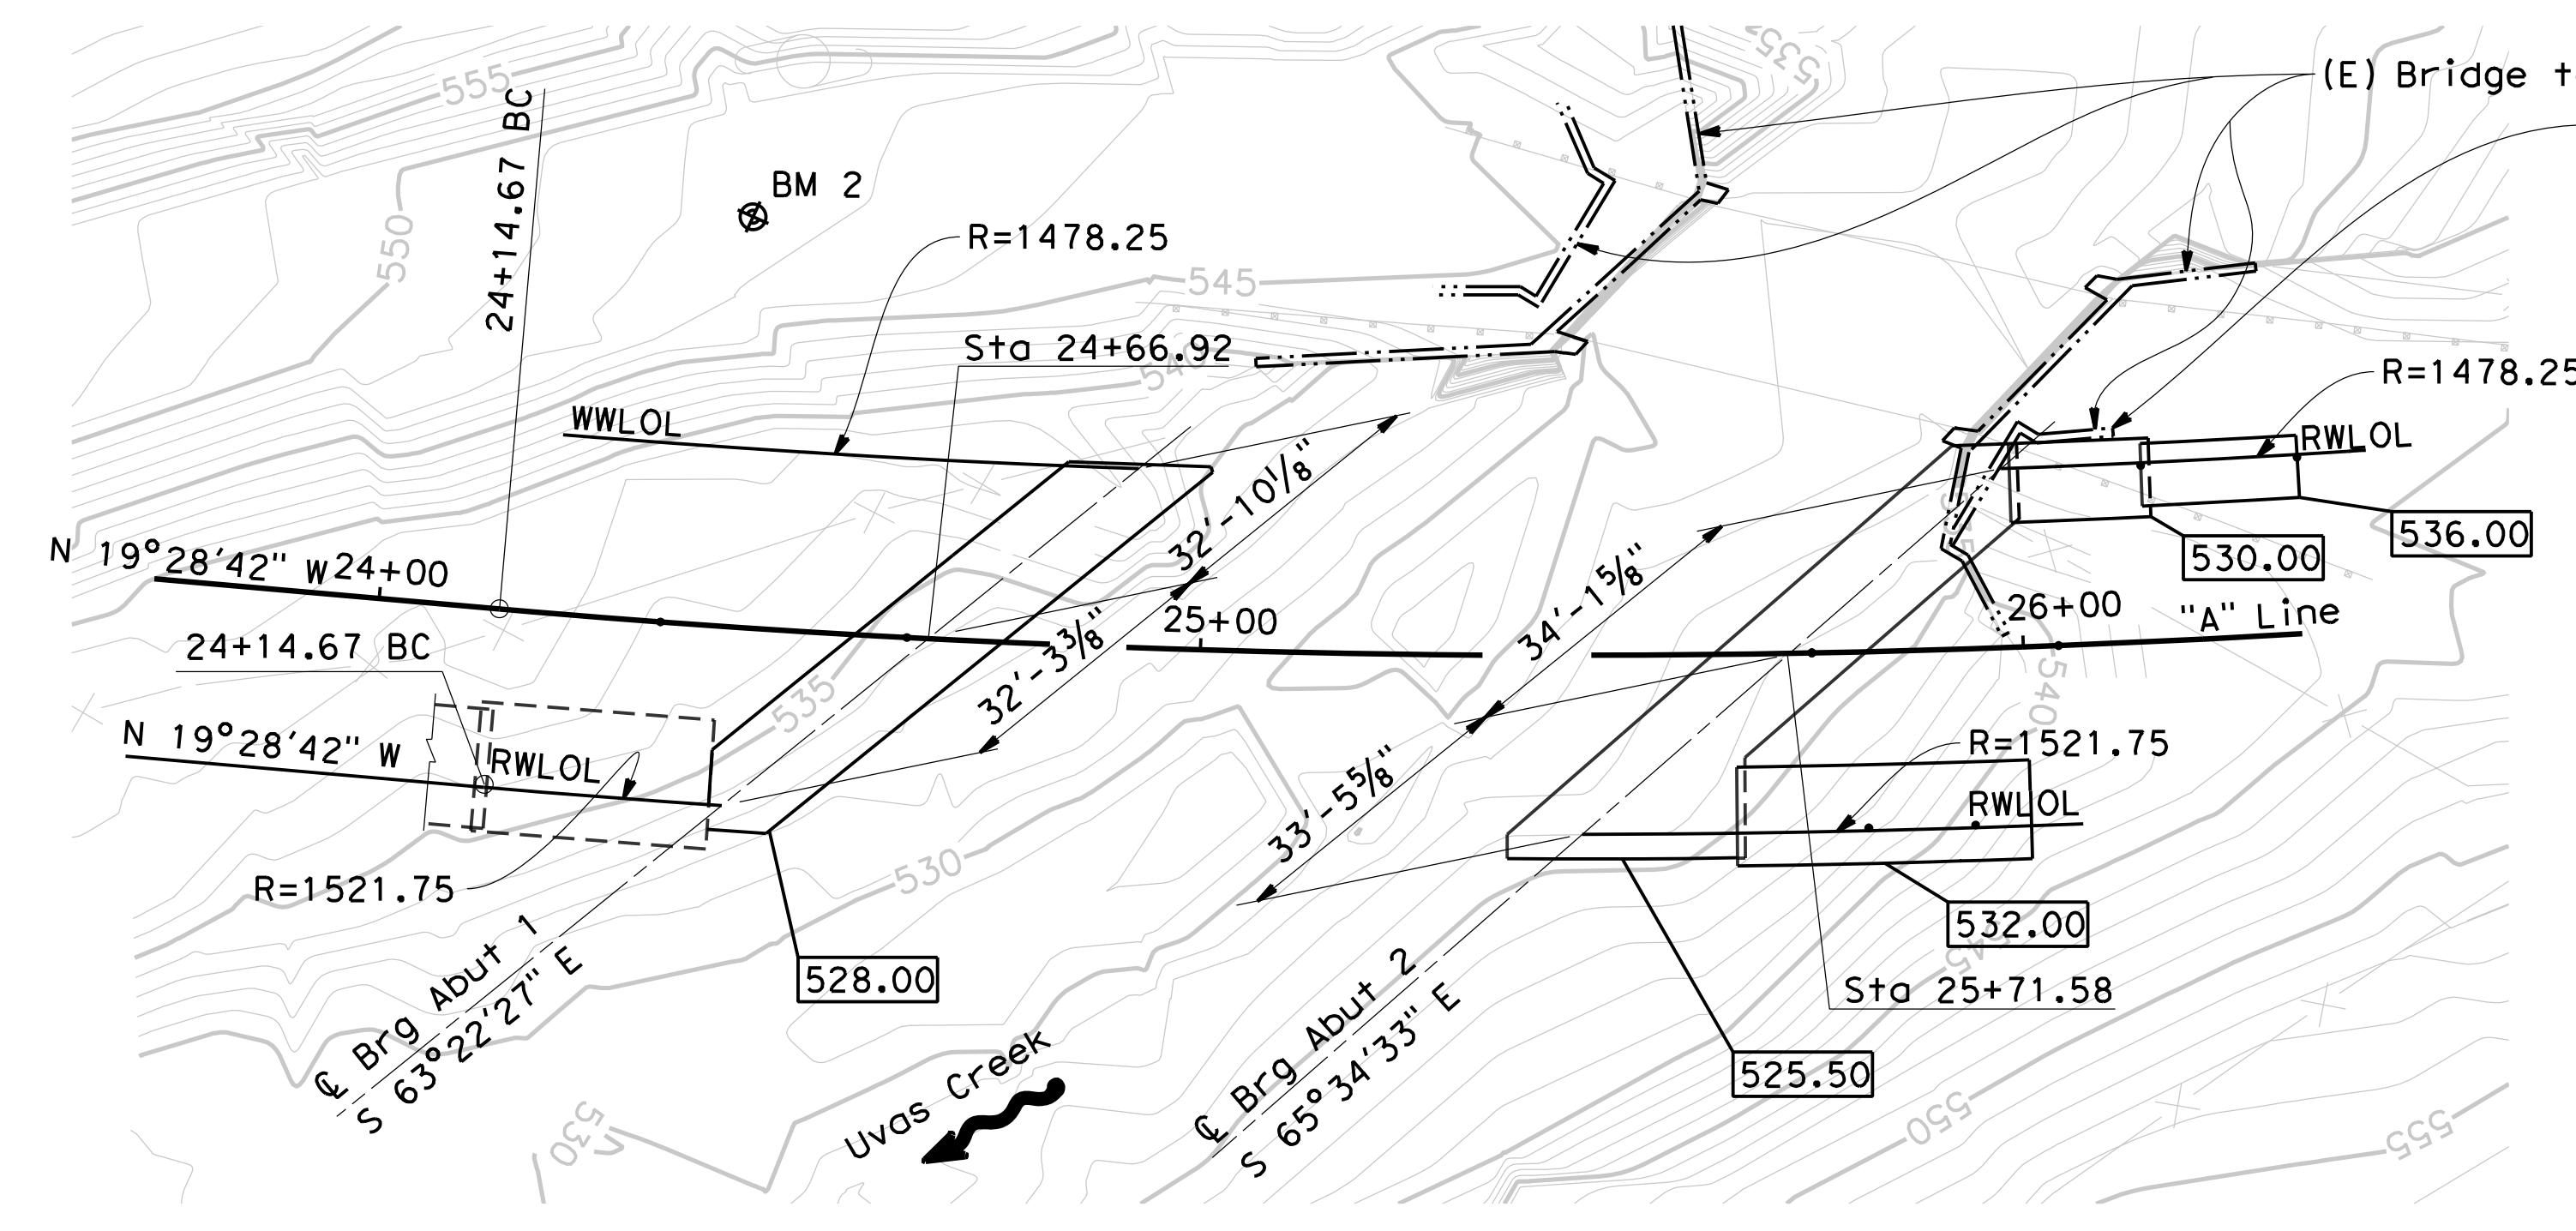 555
24+14.67 BC
BM 2
550
R=1478.25
545
540
535
(E) Bridge t
Sta 24+66.92
WWLOL
R=1478.25
RWLOL
536.00
530.00
32'-10⅛"
32'-3⅜"
34'-1⅝"
33'-5⅝"
N 19°28'42" W
24+00
25+00
26+00
"A" Line
24+14.67 BC
N 19°28'42" W
RWLOL
R=1521.75
535
530
540
R=1521.75
RWLOL
532.00
545
Sta 25+71.58
528.00
℄ Brg Abut 1
S 63°22'27" E
℄ Brg Abut 2
S 65°34'33" E
525.50
Uvas Creek
530
550
555